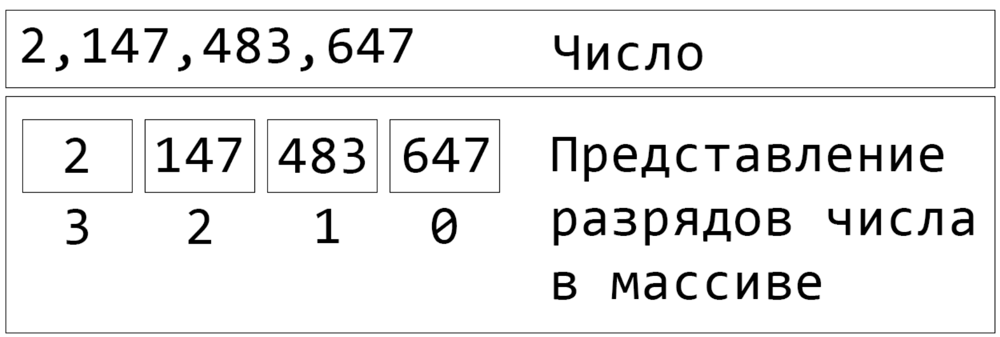 2,147,483,647 Число
2 147 483 647 Представление
3 2 1 0 разрядов числа
в массиве